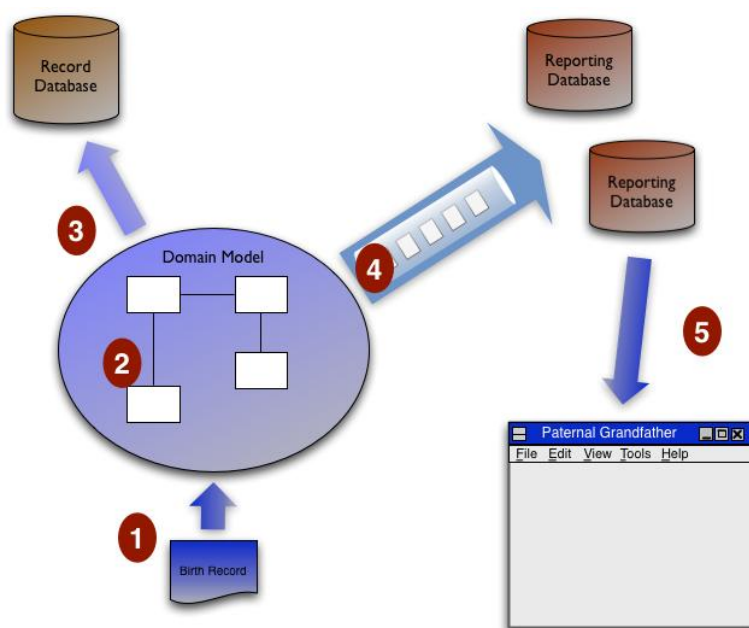 Record
Database
Reporting
Database
Reporting
Database
3
Domain Model
4
2
5
Paternal Grandfather
File Edit View Tools Help
1
Birth Record